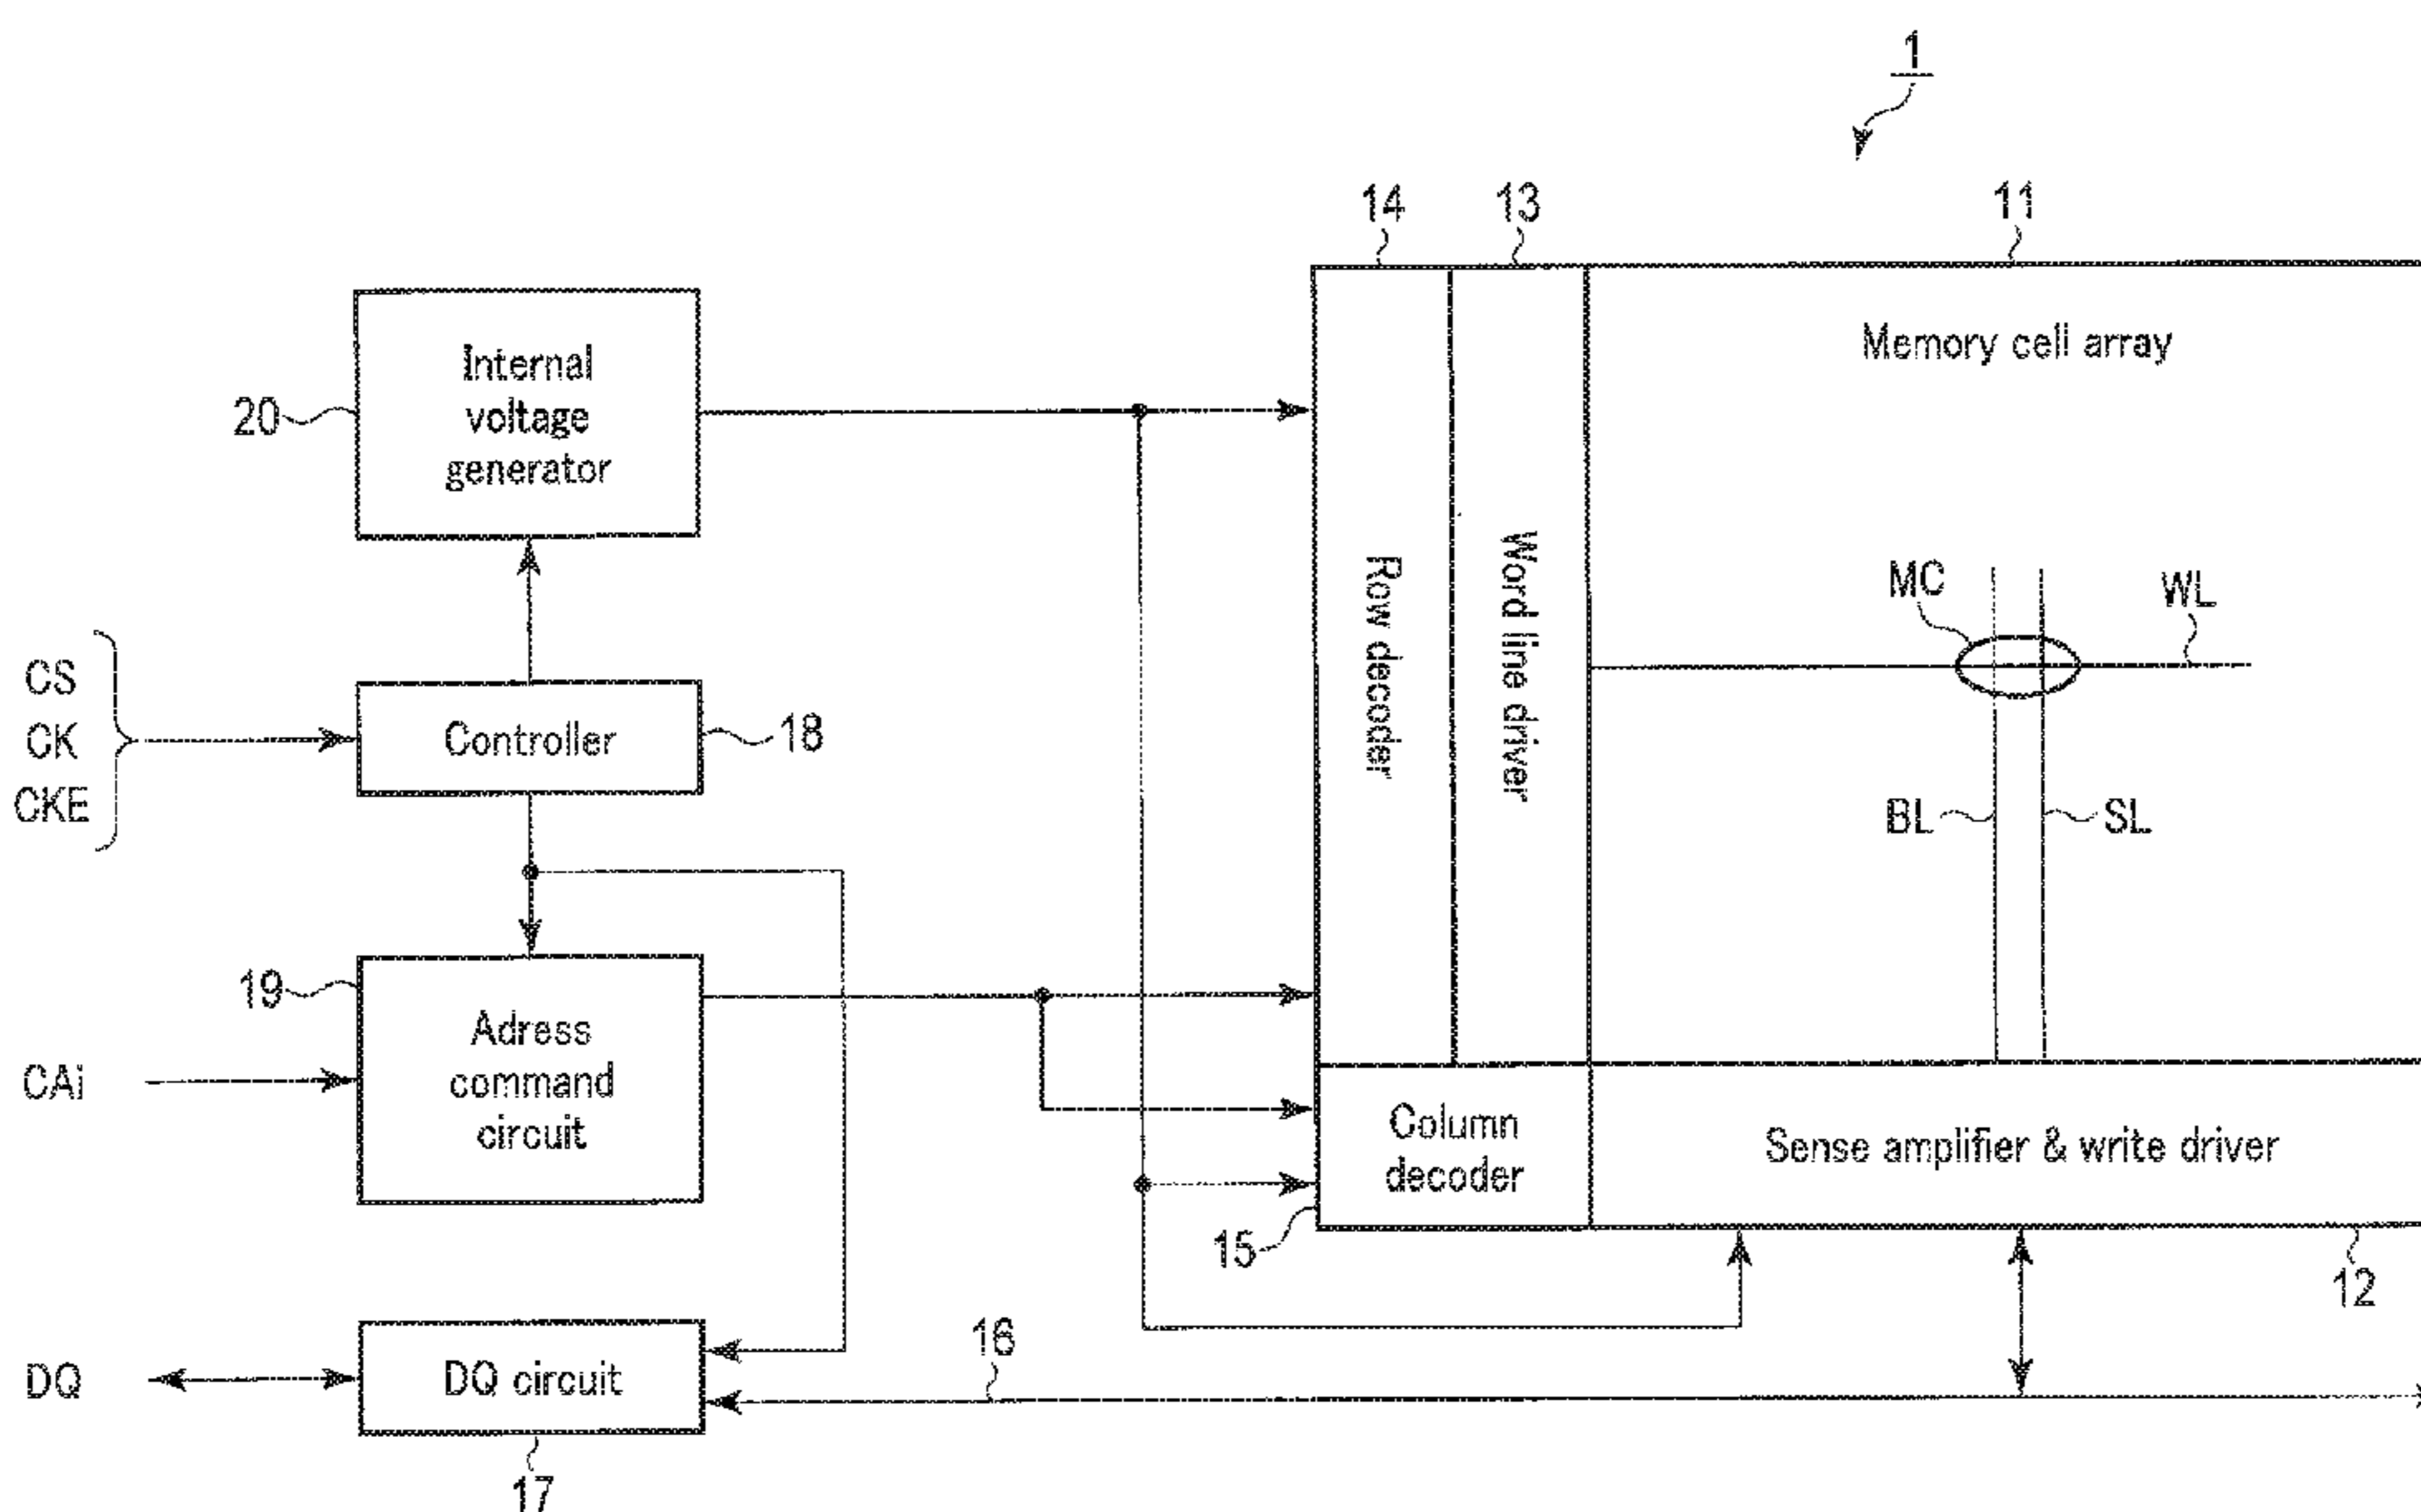 1
14
13
11
Internal
voltage
generator
20
Memory cell array
Row decoder
Word line driver
MC
WL
CS
CK
CKE
Controller
18
BL
SL
19
Adress
command
circuit
CAi
Column
decoder
Sense amplifier & write driver
15
12
16
DQ
DQ circuit
17